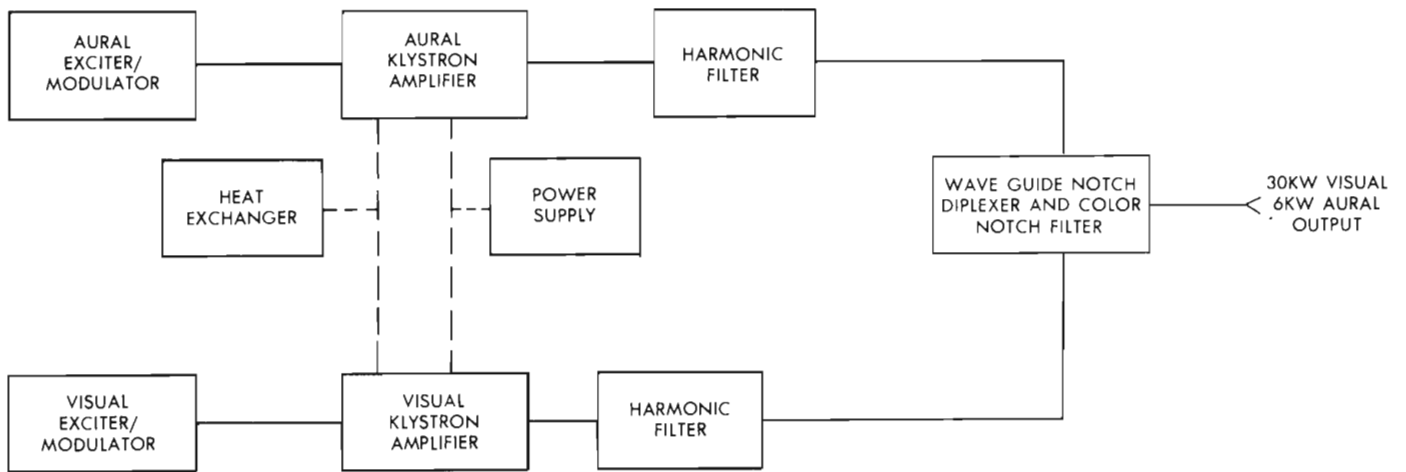 AURAL
EXCITER/
MODULATOR
AURAL
KLYSTRON
AMPLIFIER
HARMONIC
FILTER
HEAT
EXCHANGER
POWER
SUPPLY
WAVE GUIDE NOTCH
DIPLEXER AND COLOR
NOTCH FILTER
30KW VISUAL
6KW AURAL
OUTPUT
VISUAL
EXCITER/
MODULATOR
VISUAL
KLYSTRON
AMPLIFIER
HARMONIC
FILTER